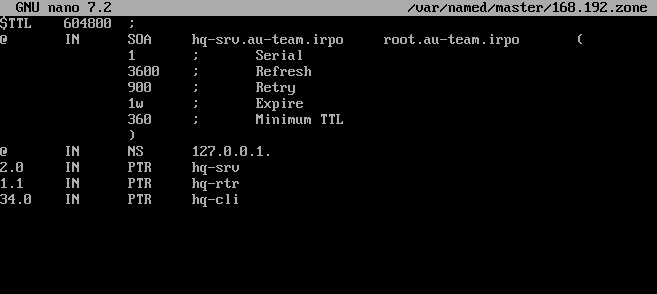 GNU nano 7.2 /var/named/master/168.192.zone
$TTL 604800 ;
@ IN SOA hq-srv.au-team.irpo root.au-team.irpo (
1 ; Serial
3600 ; Refresh
900 ; Retry
1w ; Expire
360 ; Minimum TTL
)
@ IN NS 127.0.0.1.
2.0 IN PTR hq-srv
1.1 IN PTR hq-rtr
34.0 IN PTR hq-cli